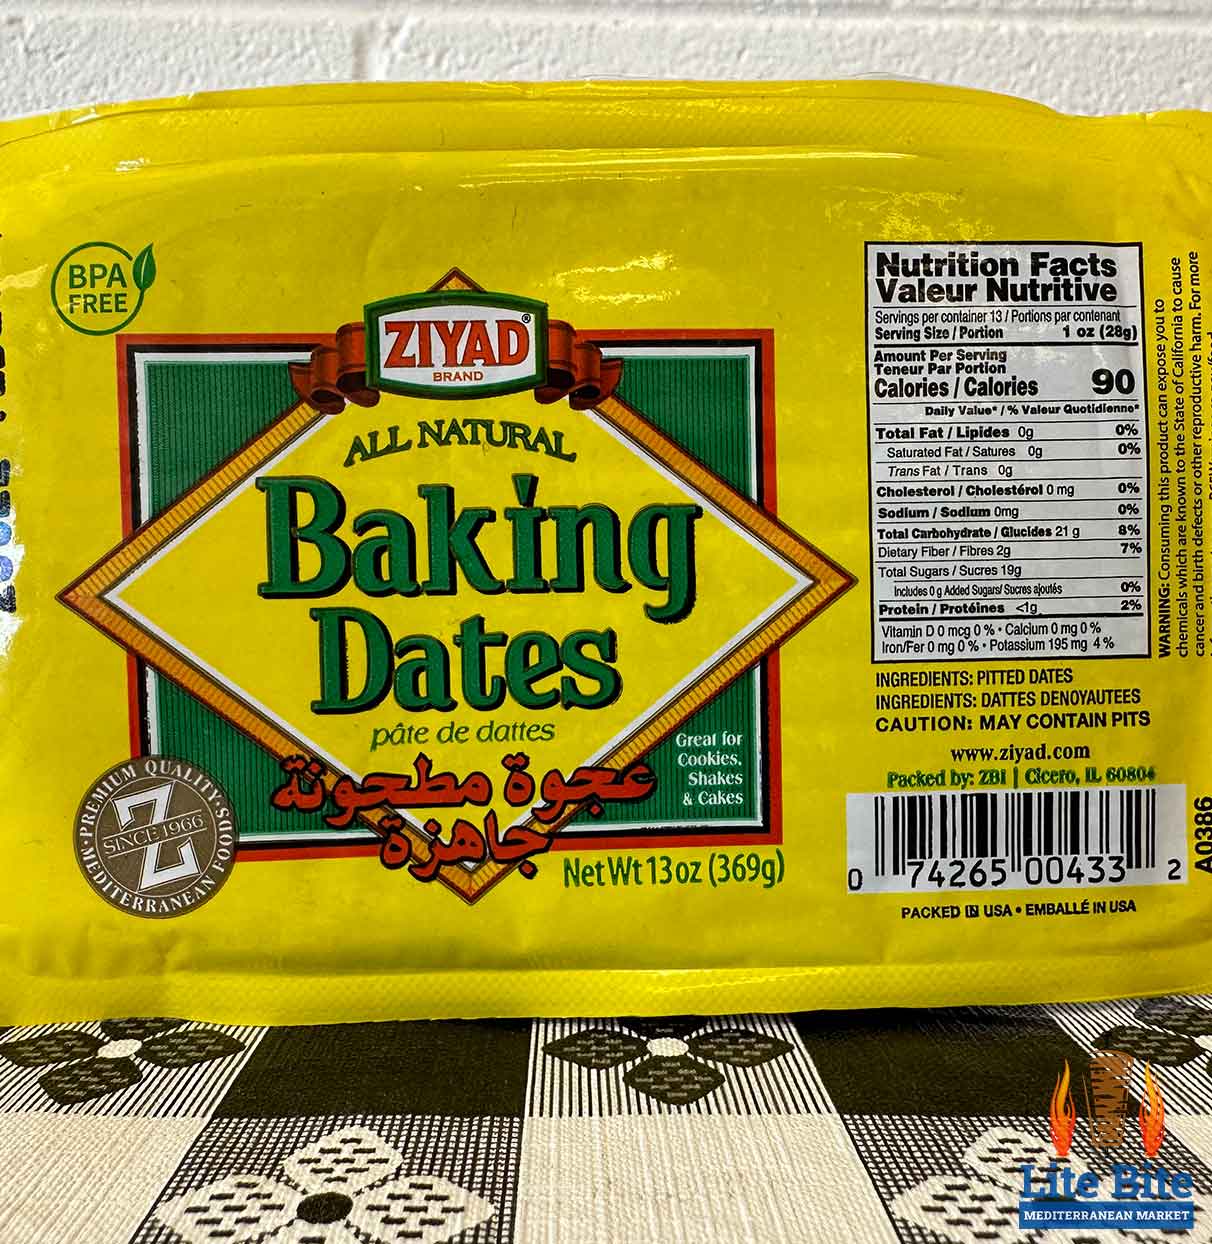 BPA
FREE
ZIYAD®
BRAND
ALL NATURAL
Baking
Dates
pâte de dattes
عجوة مطحونة
جاهزة
Great for
Cookies,
Shakes
& Cakes
Net Wt 13 oz (369g)
•PREMIUM QUALITY•
MEDITERRANEAN FOODS
SINCE 1966
Z
Nutrition Facts
Valeur Nutritive
Servings per container 13 / Portions par contenant
Serving Size / Portion 1 oz (28g)
Amount Per Serving
Teneur Par Portion
Calories / Calories 90
Daily Value* / % Valeur Quotidienne*
Total Fat / Lipides 0g 0%
Saturated Fat / Satures 0g 0%
Trans Fat / Trans 0g
Cholesterol / Cholestérol 0 mg 0%
Sodium / Sodium 0mg 0%
Total Carbohydrate / Glucides 21 g 8%
Dietary Fiber / Fibres 2g 7%
Total Sugars / Sucres 19g
Includes 0 g Added Sugars/ Sucres ajoutés 0%
Protein / Protéines <1g 2%
Vitamin D 0 mcg 0 % • Calcium 0 mg 0 %
Iron/Fer 0 mg 0 % • Potassium 195 mg 4 %
INGREDIENTS: PITTED DATES
INGREDIENTS: DATTES DENOYAUTEES
CAUTION: MAY CONTAIN PITS
www.ziyad.com
Packed by: ZBI | Cicero, IL 60804
0 74265 00433 2
PACKED IN USA • EMBALLÉ IN USA
WARNING: Consuming this product can expose you to
chemicals which are known to the State of California to cause
cancer and birth defects or other reproductive harm. For more
A0386
Lite Bite
MEDITERRANEAN MARKET